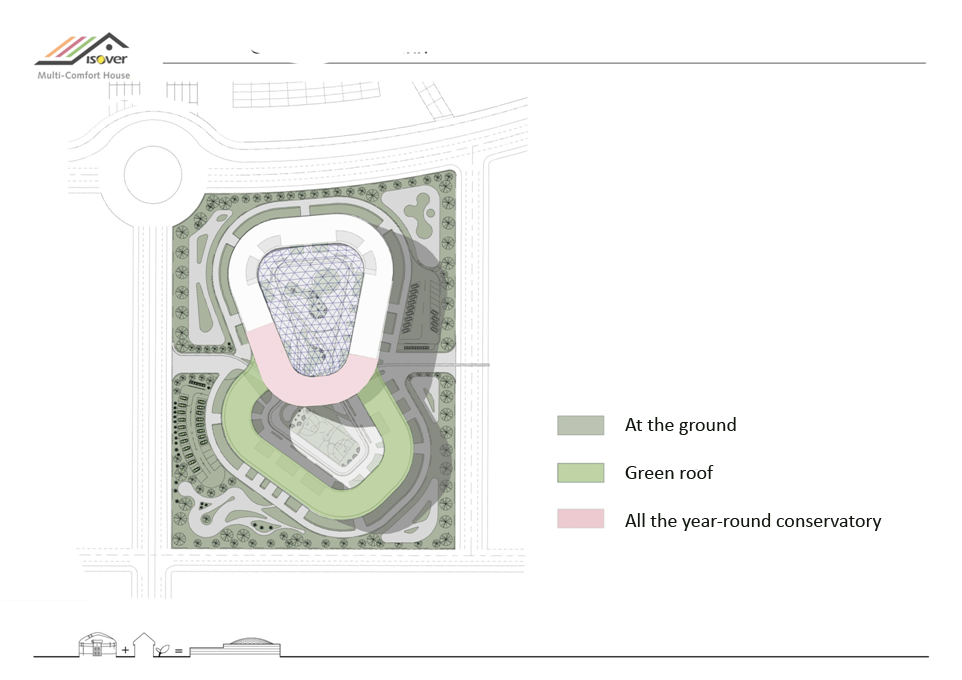 isover
Multi-Comfort House
At the ground
Green roof
All the year-round conservatory
+
=